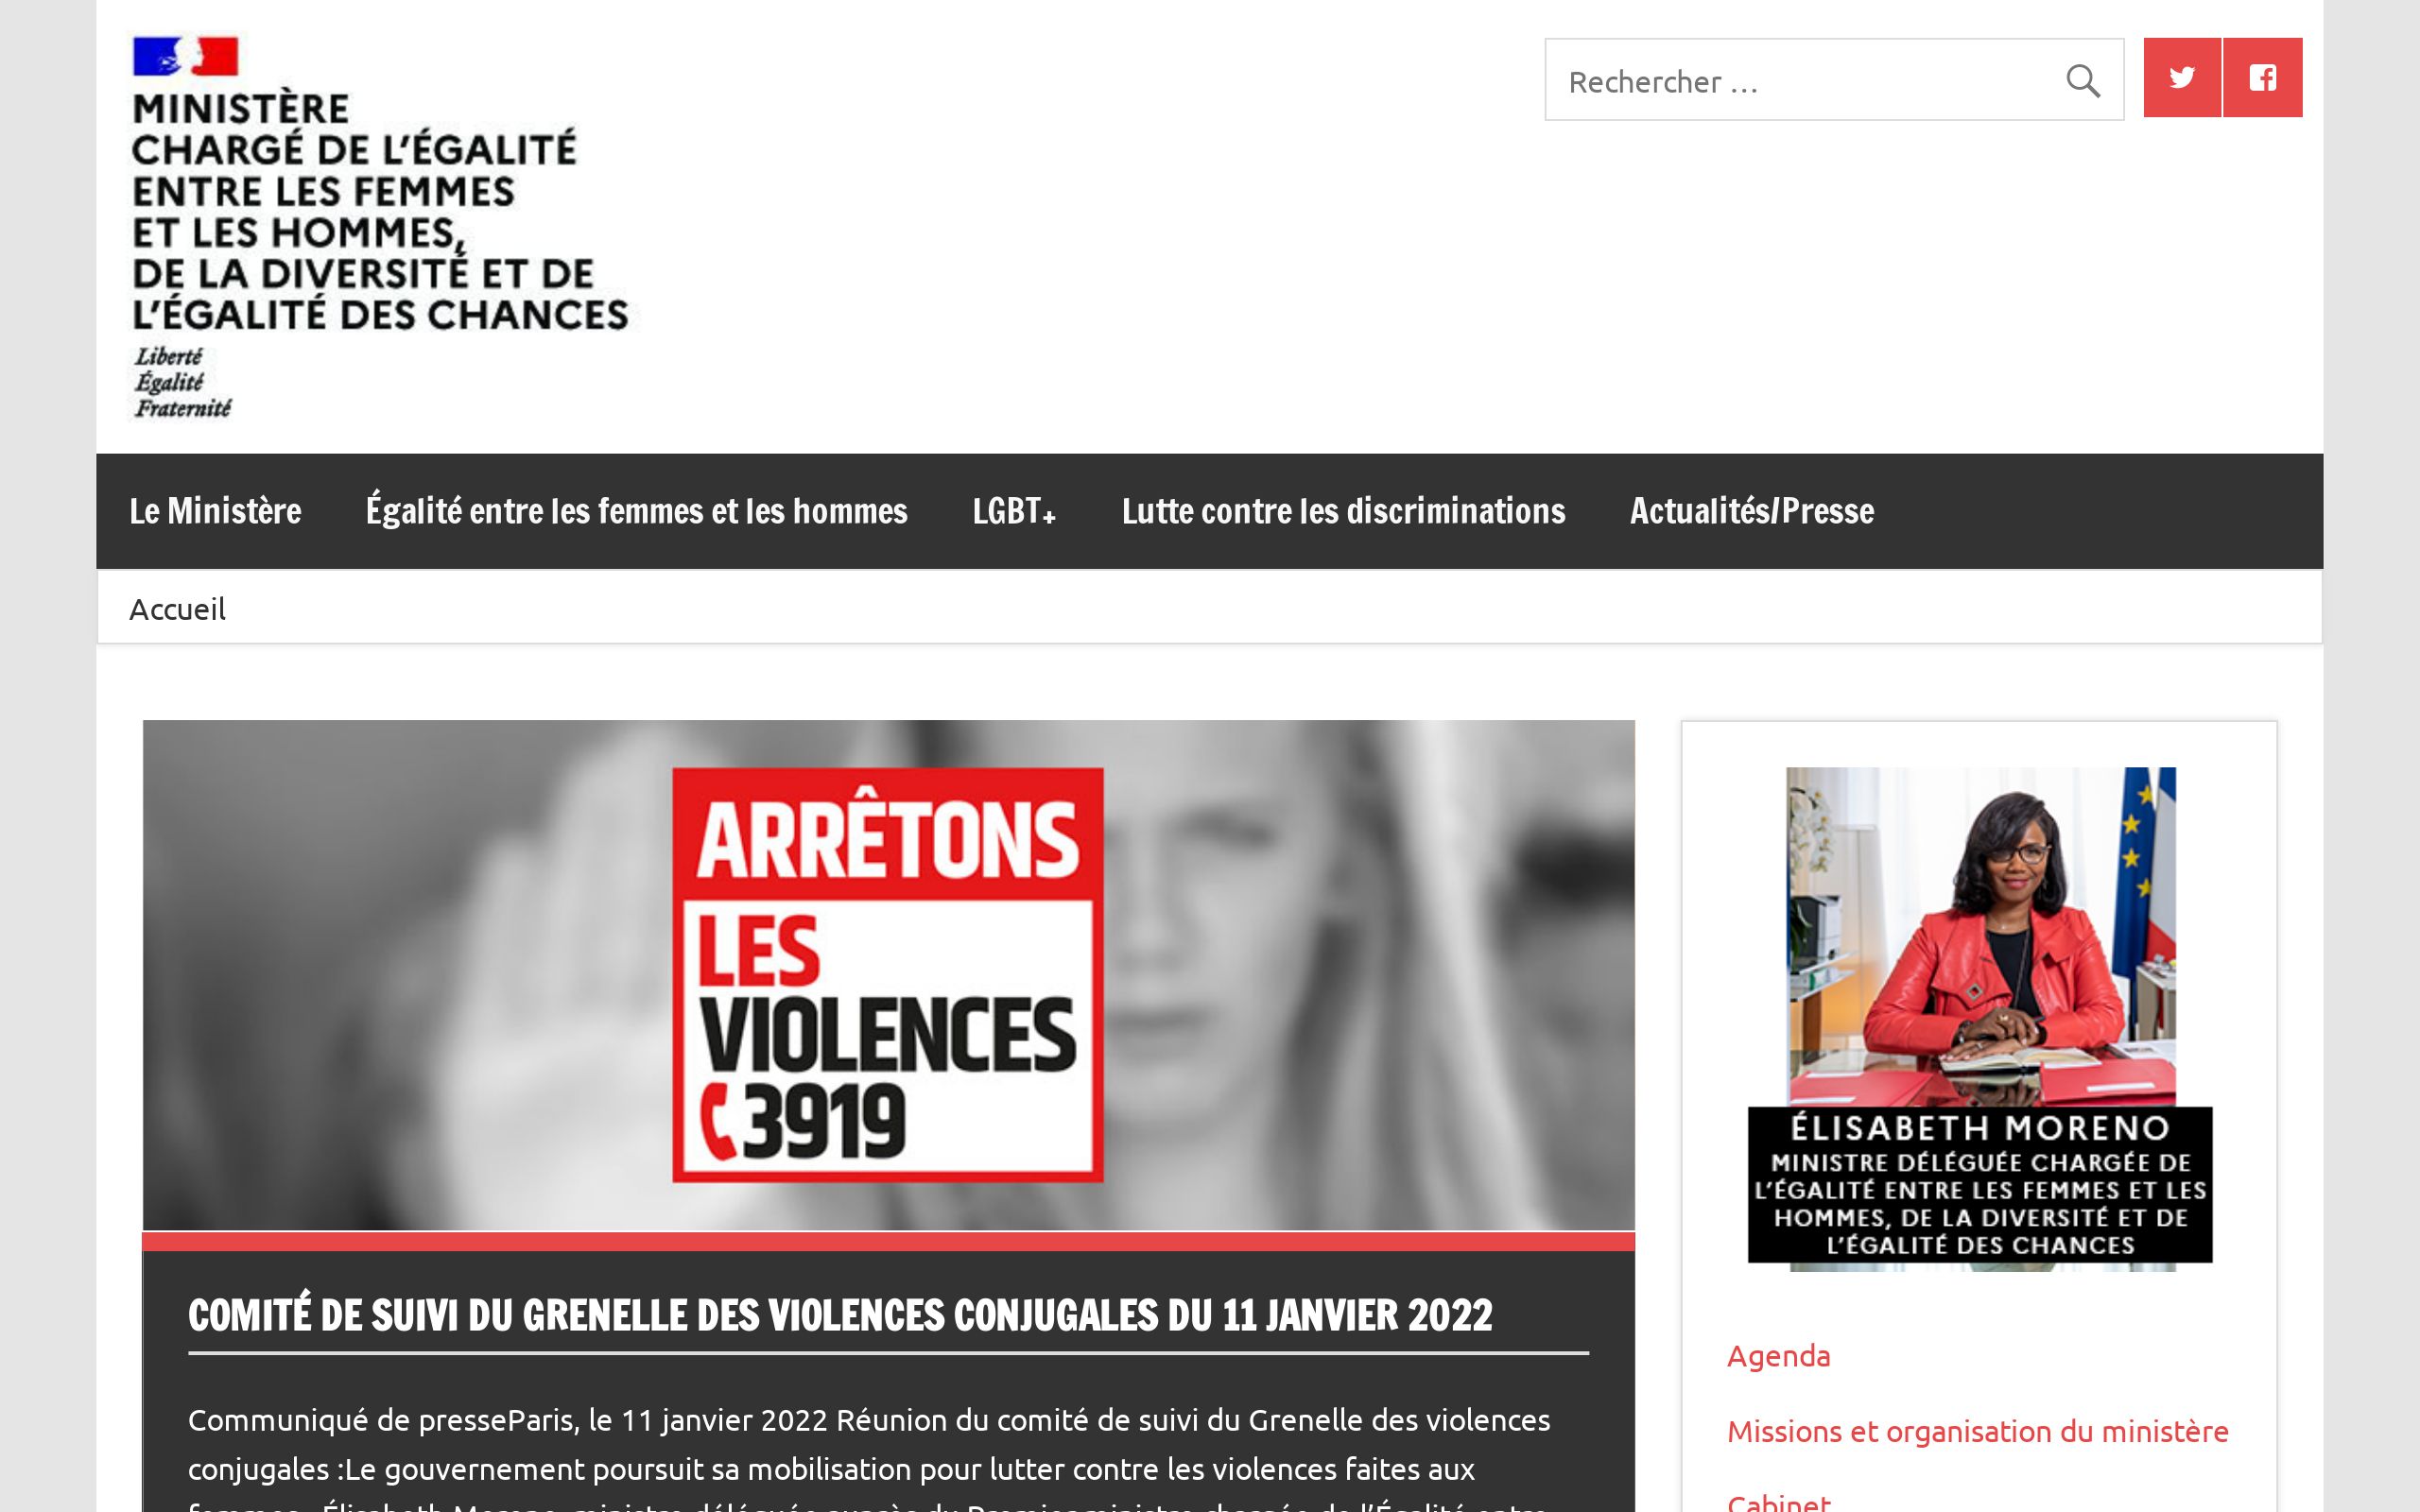 MINISTÈRE
CHARGÉ DE L'ÉGALITÉ
ENTRE LES FEMMES
ET LES HOMMES,
DE LA DIVERSITÉ ET DE
L'ÉGALITÉ DES CHANCES
Liberté
Égalité
Fraternité
Rechercher …
Le Ministère
Égalité entre les femmes et les hommes
LGBT+
Lutte contre les discriminations
Actualités/Presse
Accueil
ARRÊTONS
LES
VIOLENCES
3919
COMITÉ DE SUIVI DU GRENELLE DES VIOLENCES CONJUGALES DU 11 JANVIER 2022
Communiqué de presseParis, le 11 janvier 2022 Réunion du comité de suivi du Grenelle des violences
conjugales :Le gouvernement poursuit sa mobilisation pour lutter contre les violences faites aux
ÉLISABETH MORENO
MINISTRE DÉLÉGUÉE CHARGÉE DE
L'ÉGALITÉ ENTRE LES FEMMES ET LES
HOMMES, DE LA DIVERSITÉ ET DE
L'ÉGALITÉ DES CHANCES
Agenda
Missions et organisation du ministère
Cabinet